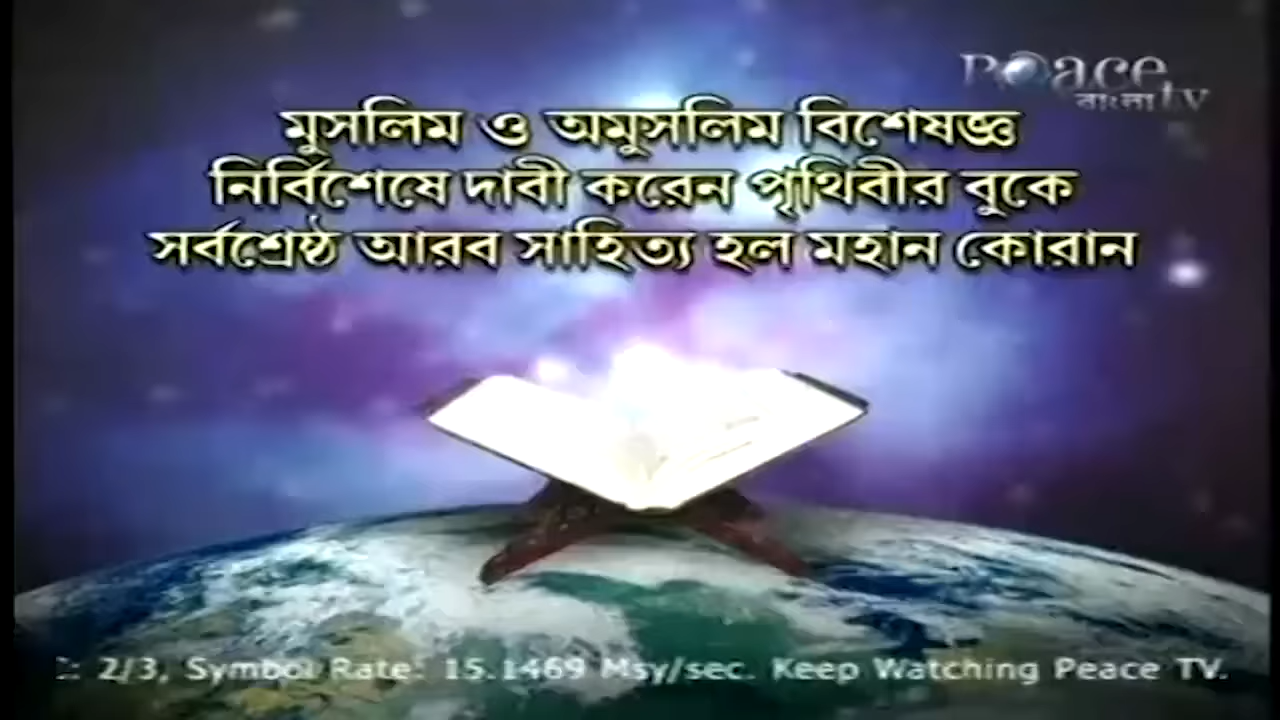 Peace
বাংলা tv
মুসলিম ও অমুসলিম বিশেষজ্ঞ
নির্বিশেষে দাবী করেন পৃথিবীর বুকে
সর্বশ্রেষ্ঠ আরব সাহিত্য হল মহান কোরান
: 2/3, Symbol Rate: 15.1469 Msy/sec. Keep Watching Peace TV.